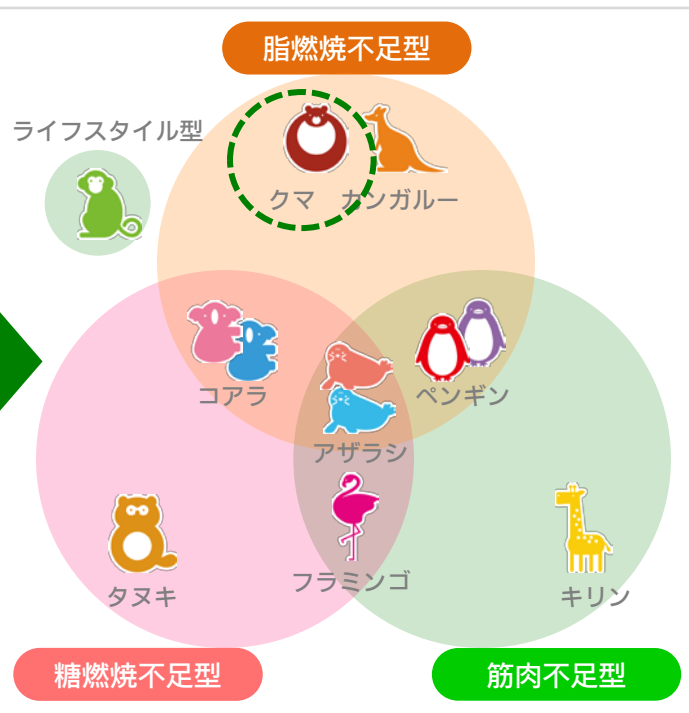 脂燃焼不足型
ライフスタイル型
クマ
カンガルー
コアラ
ペンギン
アザラシ
タヌキ
フラミンゴ
キリン
糖燃焼不足型
筋肉不足型